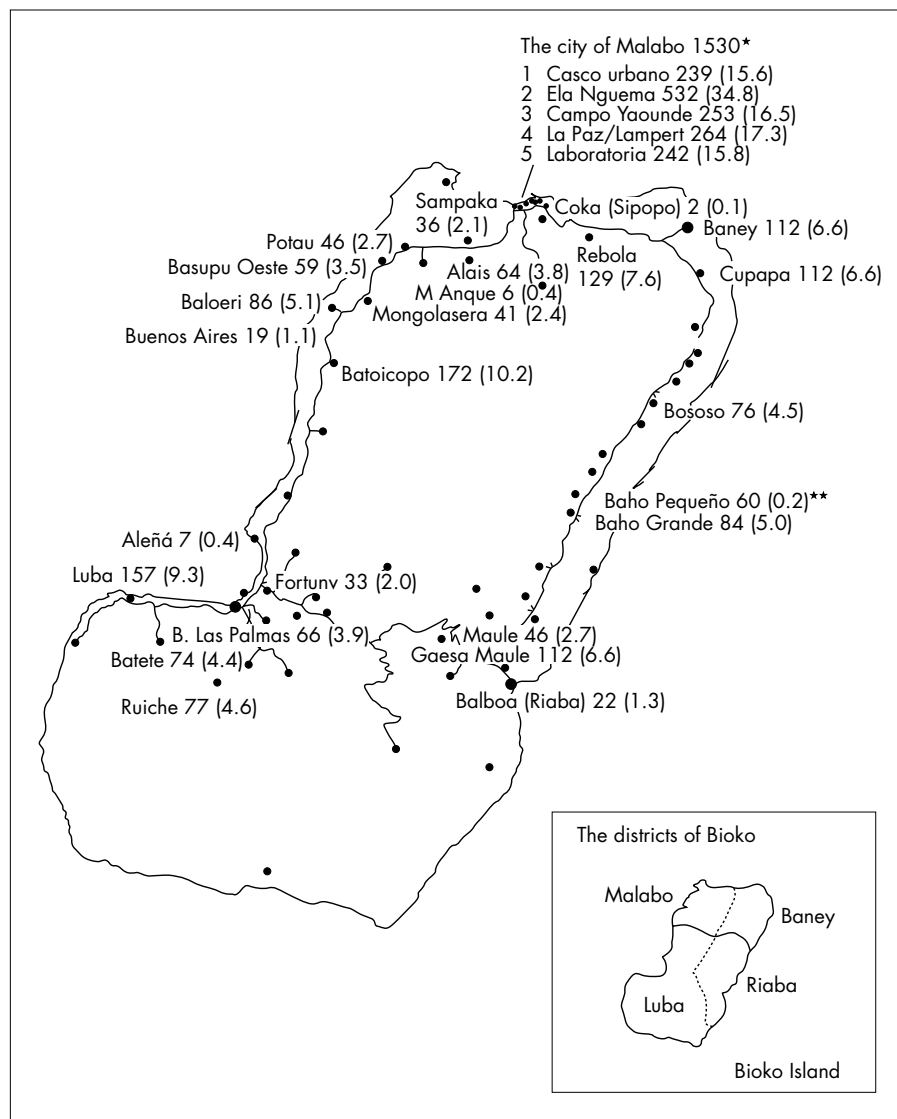 The city of Malabo 1530★
1 Casco urbano 239 (15.6)
2 Ela Nguema 532 (34.8)
3 Campo Yaounde 253 (16.5)
4 La Paz/Lampert 264 (17.3)
5 Laboratoria 242 (15.8)
Sampaka
36 (2.1)
Coka (Sipopo) 2 (0.1)
Baney 112 (6.6)
Potau 46 (2.7)
Rebola
129 (7.6)
Basupu Oeste 59 (3.5)
Alais 64 (3.8)
Cupapa 112 (6.6)
M Anque 6 (0.4)
Baloeri 86 (5.1)
Mongolasera 41 (2.4)
Buenos Aires 19 (1.1)
Batoicopo 172 (10.2)
Bososo 76 (4.5)
Baho Pequeño 60 (0.2)★★
Baho Grande 84 (5.0)
Aleñá 7 (0.4)
Luba 157 (9.3)
Fortunv 33 (2.0)
B. Las Palmas 66 (3.9)
Maule 46 (2.7)
Batete 74 (4.4)
Gaesa Maule 112 (6.6)
Ruiche 77 (4.6)
Balboa (Riaba) 22 (1.3)
The districts of Bioko
Malabo
Baney
Riaba
Luba
Bioko Island